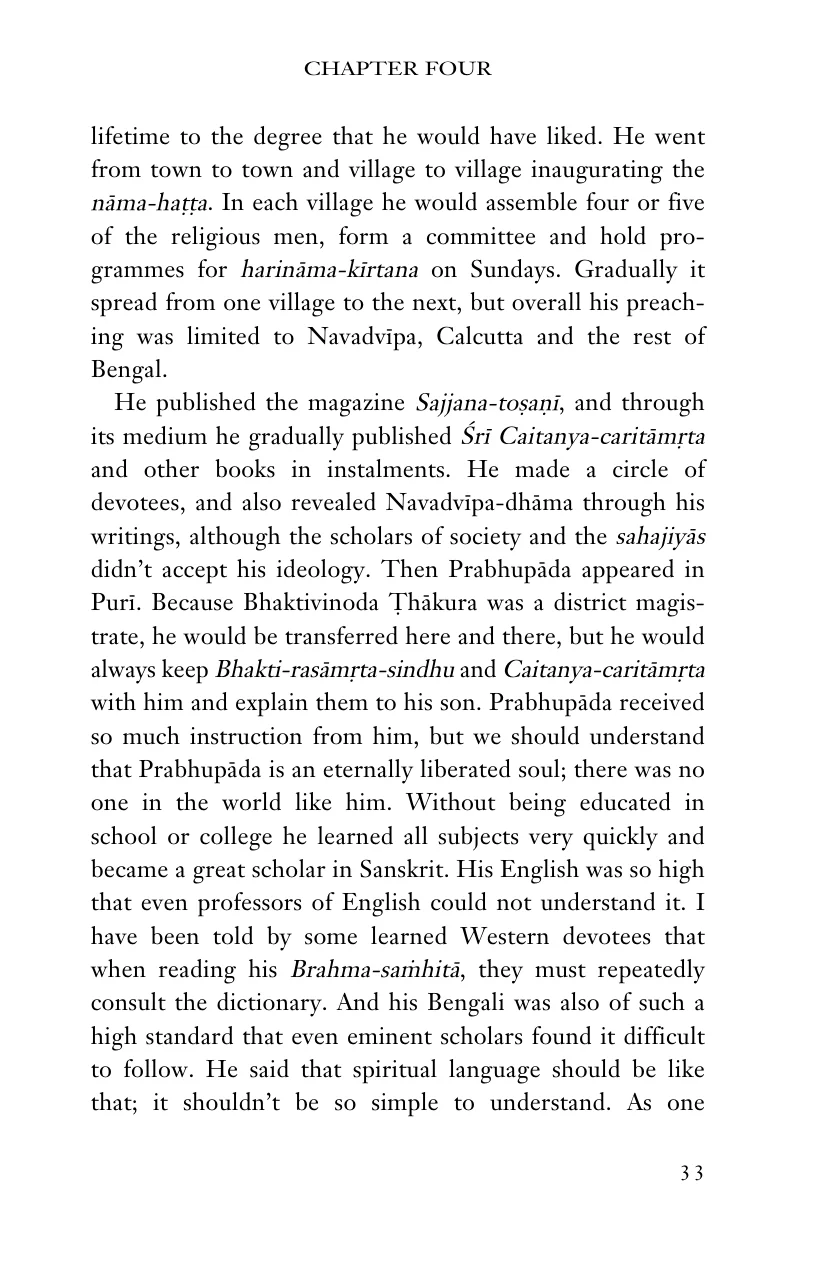 CHAPTER FOUR
lifetime to the degree that he would have liked. He went
from town to town and village to village inaugurating the
nāma-haṭṭa. In each village he would assemble four or five
of the religious men, form a committee and hold pro-
grammes for harināma-kīrtana on Sundays. Gradually it
spread from one village to the next, but overall his preach-
ing was limited to Navadvīpa, Calcutta and the rest of
Bengal.
He published the magazine Sajjana-toṣaṇī, and through
its medium he gradually published Śrī Caitanya-caritāmṛta
and other books in instalments. He made a circle of
devotees, and also revealed Navadvīpa-dhāma through his
writings, although the scholars of society and the sahajiyās
didn’t accept his ideology. Then Prabhupāda appeared in
Purī. Because Bhaktivinoda Ṭhākura was a district magis-
trate, he would be transferred here and there, but he would
always keep Bhakti-rasāmṛta-sindhu and Caitanya-caritāmṛta
with him and explain them to his son. Prabhupāda received
so much instruction from him, but we should understand
that Prabhupāda is an eternally liberated soul; there was no
one in the world like him. Without being educated in
school or college he learned all subjects very quickly and
became a great scholar in Sanskrit. His English was so high
that even professors of English could not understand it. I
have been told by some learned Western devotees that
when reading his Brahma-saṁhitā, they must repeatedly
consult the dictionary. And his Bengali was also of such a
high standard that even eminent scholars found it difficult
to follow. He said that spiritual language should be like
that; it shouldn’t be so simple to understand. As one
33